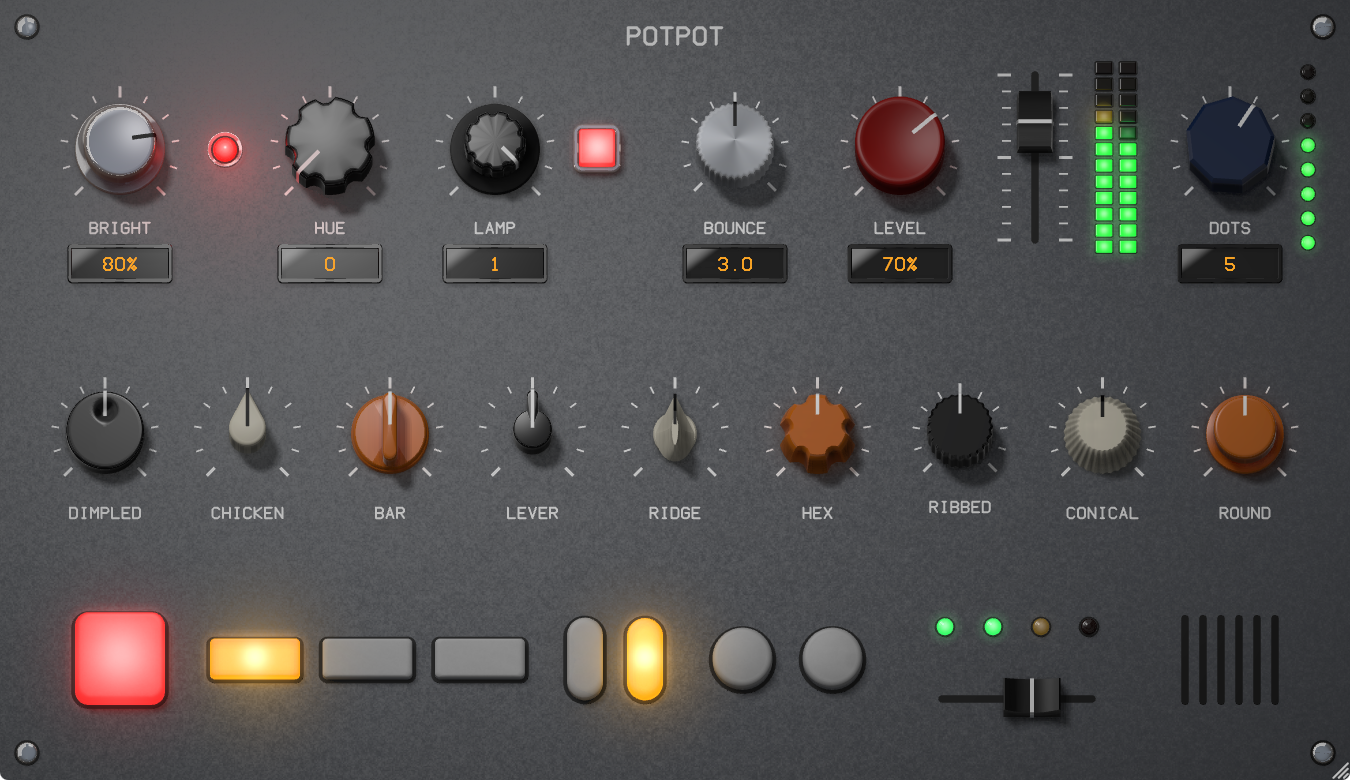 POTPOT
BRIGHT
HUE
LAMP
BOUNCE
LEVEL
DOTS
80%
0
1
3.0
70%
5
DIMPLED
CHICKEN
BAR
LEVER
RIDGE
HEX
RIBBED
CONICAL
ROUND